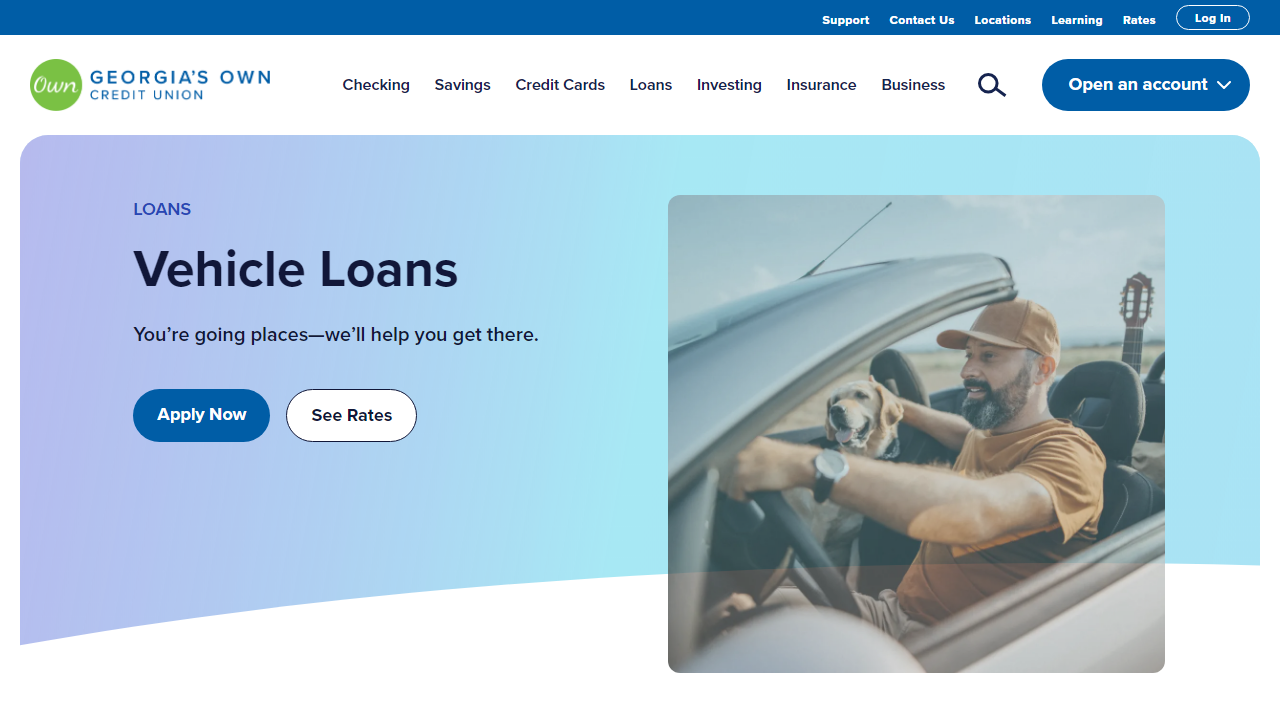 Support Contact Us Locations Learning Rates Log In
Own GEORGIA'S OWN
CREDIT UNION
Checking Savings Credit Cards Loans Investing Insurance Business Open an account
LOANS
Vehicle Loans
You’re going places—we’ll help you get there.
Apply Now See Rates